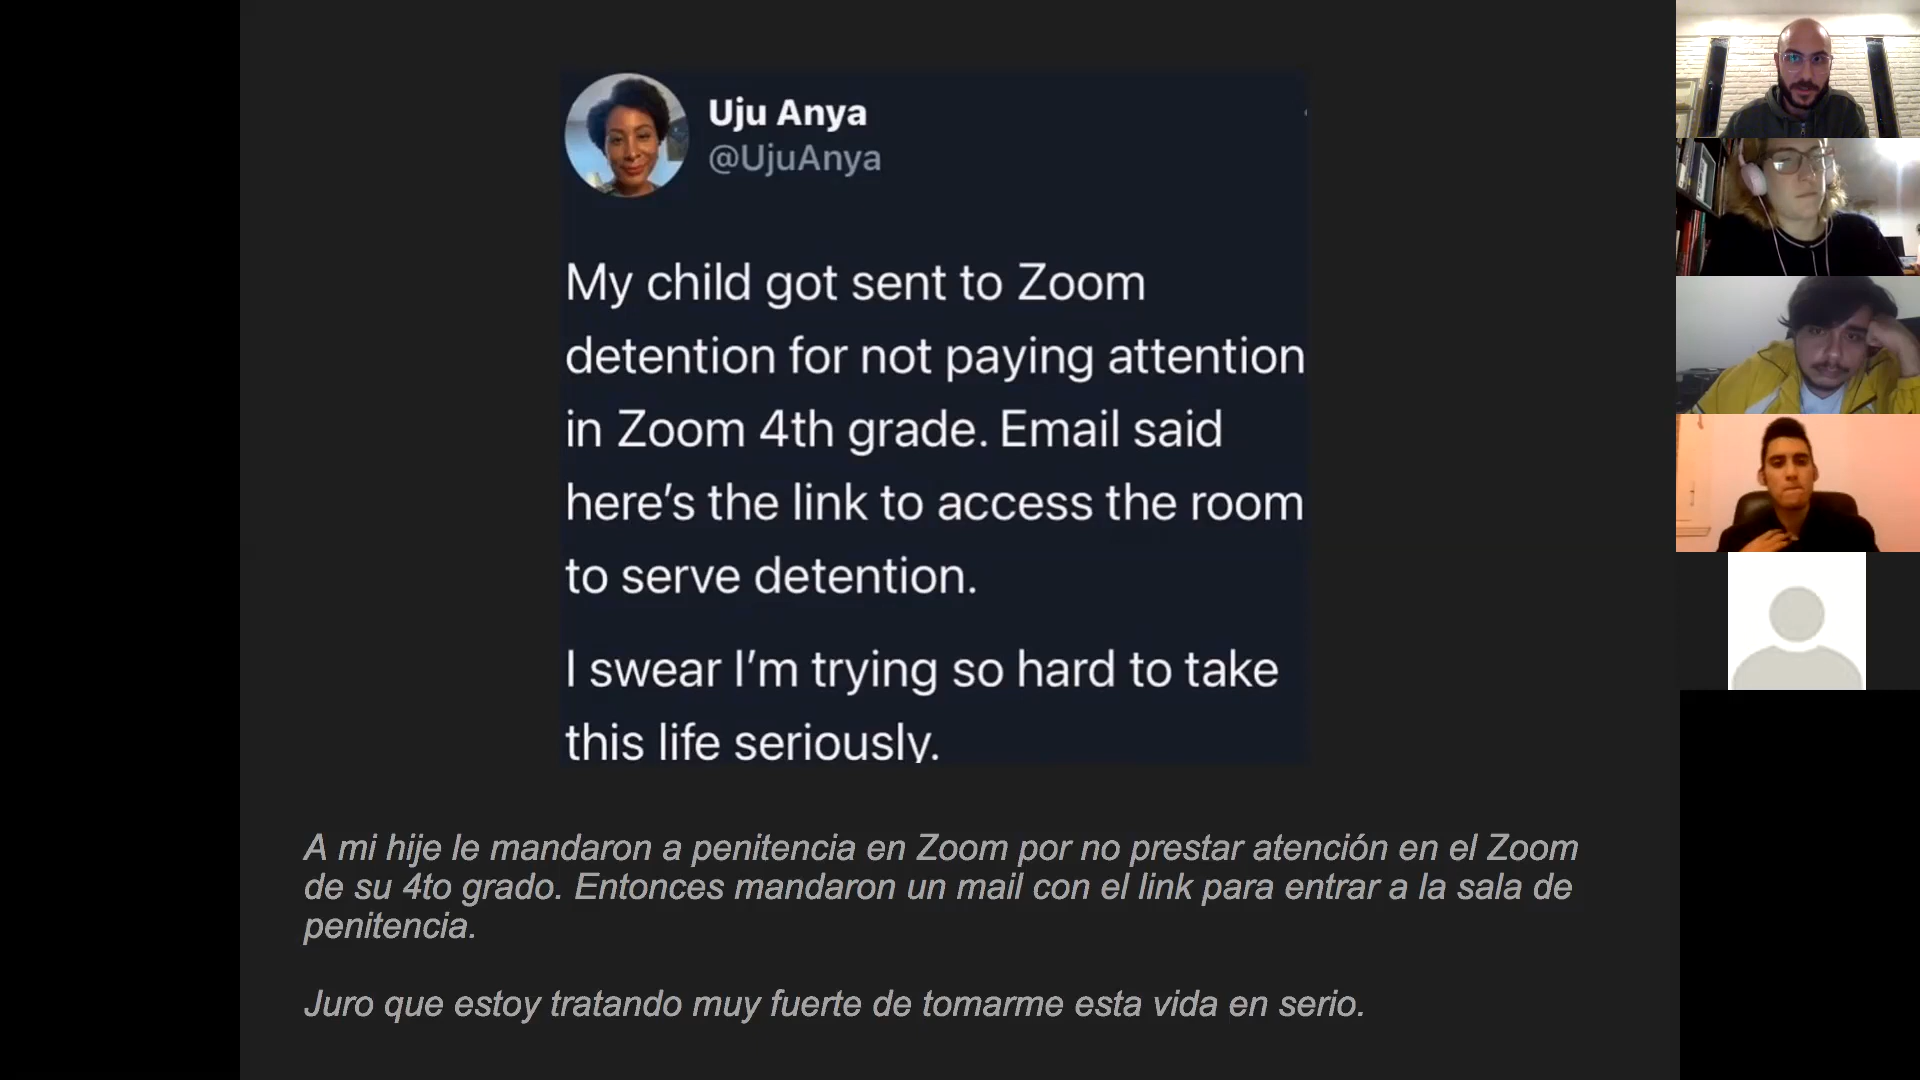 Uju Anya
@UjuAnya
My child got sent to Zoom
detention for not paying attention
in Zoom 4th grade. Email said
here’s the link to access the room
to serve detention.
I swear I’m trying so hard to take
this life seriously.
A mi hije le mandaron a penitencia en Zoom por no prestar atención en el Zoom
de su 4to grado. Entonces mandaron un mail con el link para entrar a la sala de
penitencia.
Juro que estoy tratando muy fuerte de tomarme esta vida en serio.